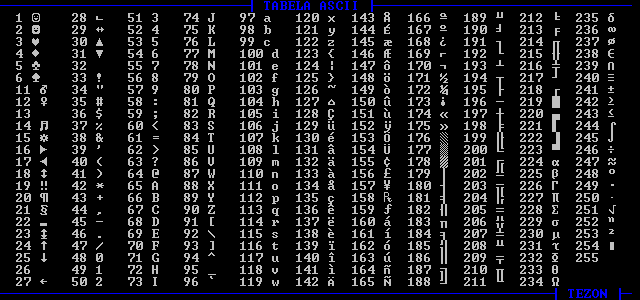 TABELA ASCII
1 ☺ 28 ∟ 51 3 74 J 97 a 120 x 143 Å 166 ª 189 ╜ 212 ╘ 235 δ
2 ☻ 29 ↔ 52 4 75 K 98 b 121 y 144 É 167 º 190 ╛ 213 ╒ 236 ∞
3 ♥ 30 ▲ 53 5 76 L 99 c 122 z 145 æ 168 ¿ 191 ┐ 214 ╓ 237 ø
4 ♦ 31 ▼ 54 6 77 M 100 d 123 { 146 Æ 169 ⌐ 192 └ 215 ╫ 238 ∈
5 ♣ 32 55 7 78 N 101 e 124 ¦ 147 ô 170 ¬ 193 ┴ 216 ╪ 239 ∩
6 ♠ 33 ! 56 8 79 O 102 f 125 } 148 ö 171 ½ 194 ┬ 217 ┘ 240 ≡
11 ♂ 34 " 57 9 80 P 103 g 126 ~ 149 ò 172 ¼ 195 ├ 218 ┌ 241 ±
12 ♀ 35 # 58 : 81 Q 104 h 127 ⌂ 150 û 173 ¡ 196 ─ 219 █ 242 ≥
13 36 $ 59 ; 82 R 105 i 128 Ç 151 ù 174 « 197 ┼ 220 ▄ 243 ≤
14 ♫ 37 % 60 < 83 S 106 j 129 ü 152 ÿ 175 » 198 ╞ 221 ▌ 244 ⌠
15 ☼ 38 & 61 = 84 T 107 k 130 é 153 Ö 176 ░ 199 ╟ 222 ▐ 245 ⌡
16 ► 39 ' 62 > 85 U 108 l 131 â 154 Ü 177 ▒ 200 ╚ 223 ▀ 246 ÷
17 ◄ 40 ( 63 ? 86 V 109 m 132 ä 155 ¢ 178 ▓ 201 ╔ 224 α 247 ≈
18 ↕ 41 ) 64 @ 87 W 110 n 133 à 156 £ 179 │ 202 ╩ 225 β 248 °
19 ‼ 42 * 65 A 88 X 111 o 134 å 157 ¥ 180 ┤ 203 ╦ 226 Γ 249 ∙
20 ¶ 43 + 66 B 89 Y 112 p 135 ç 158 ₧ 181 ╡ 204 ╠ 227 π 250 ·
21 § 44 , 67 C 90 Z 113 q 136 ê 159 ƒ 182 ╢ 205 ═ 228 Σ 251 √
22 ▬ 45 - 68 D 91 [ 114 r 137 ë 160 á 183 ╖ 206 ╬ 229 σ 252 ⁿ
23 ↨ 46 . 69 E 92 \ 115 s 138 è 161 í 184 ╕ 207 ╧ 230 µ 253 ²
24 ↑ 47 / 70 F 93 ] 116 t 139 ï 162 ó 185 ╣ 208 ╨ 231 τ 254 ■
25 ↓ 48 0 71 G 94 ^ 117 u 140 î 163 ú 186 ║ 209 ╤ 232 Φ 255
26 49 1 72 H 95 _ 118 v 141 ì 164 ñ 187 ╗ 210 ╥ 233 Θ
27 ← 50 2 73 I 96 ` 119 w 142 Ä 165 Ñ 188 ╝ 211 ╙ 234 Ω
TEZON